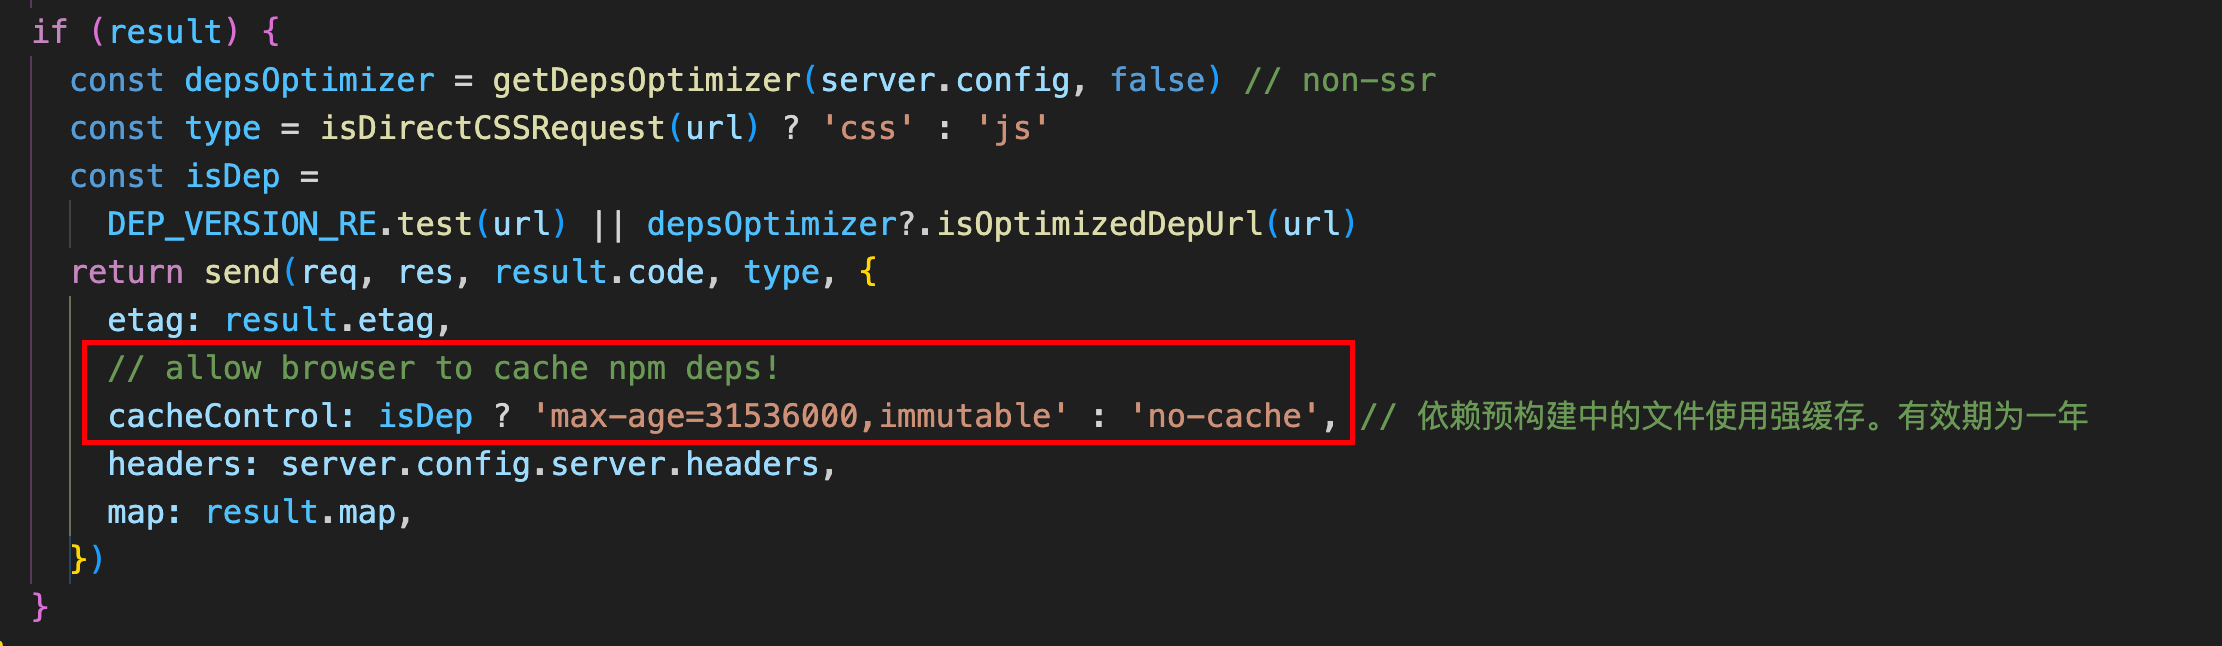 if (result) {
const depsOptimizer = getDepsOptimizer(server.config, false) // non-ssr
const type = isDirectCSSRequest(url) ? 'css' : 'js'
const isDep =
DEP_VERSION_RE.test(url) || depsOptimizer?.isOptimizedDepUrl(url)
return send(req, res, result.code, type, {
etag: result.etag,
// allow browser to cache npm deps!
cacheControl: isDep ? 'max-age=31536000,immutable' : 'no-cache', // 依赖预构建中的文件使用强缓存。有效期为一年
headers: server.config.server.headers,
map: result.map,
})
}